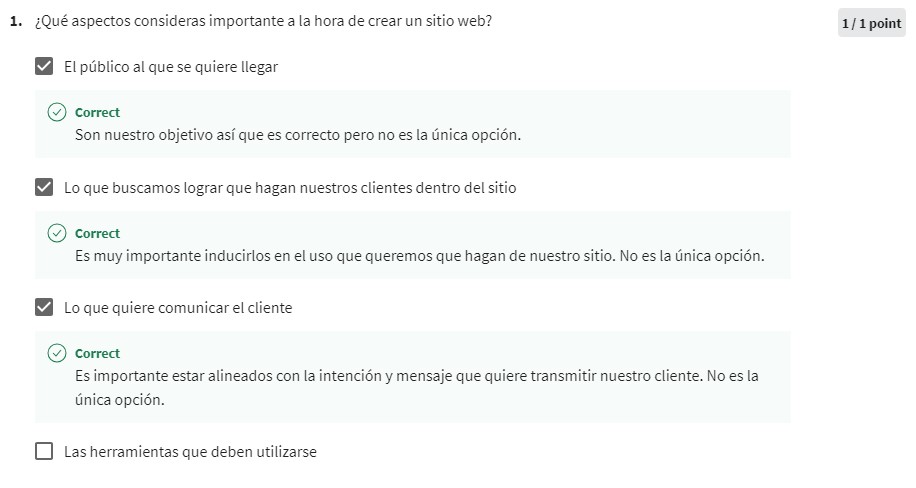 1. ¿Qué aspectos consideras importante a la hora de crear un sitio web?
1 / 1 point
El público al que se quiere llegar
Correct
Son nuestro objetivo así que es correcto pero no es la única opción.
Lo que buscamos lograr que hagan nuestros clientes dentro del sitio
Correct
Es muy importante inducirlos en el uso que queremos que hagan de nuestro sitio. No es la única opción.
Lo que quiere comunicar el cliente
Correct
Es importante estar alineados con la intención y mensaje que quiere transmitir nuestro cliente. No es la
única opción.
Las herramientas que deben utilizarse